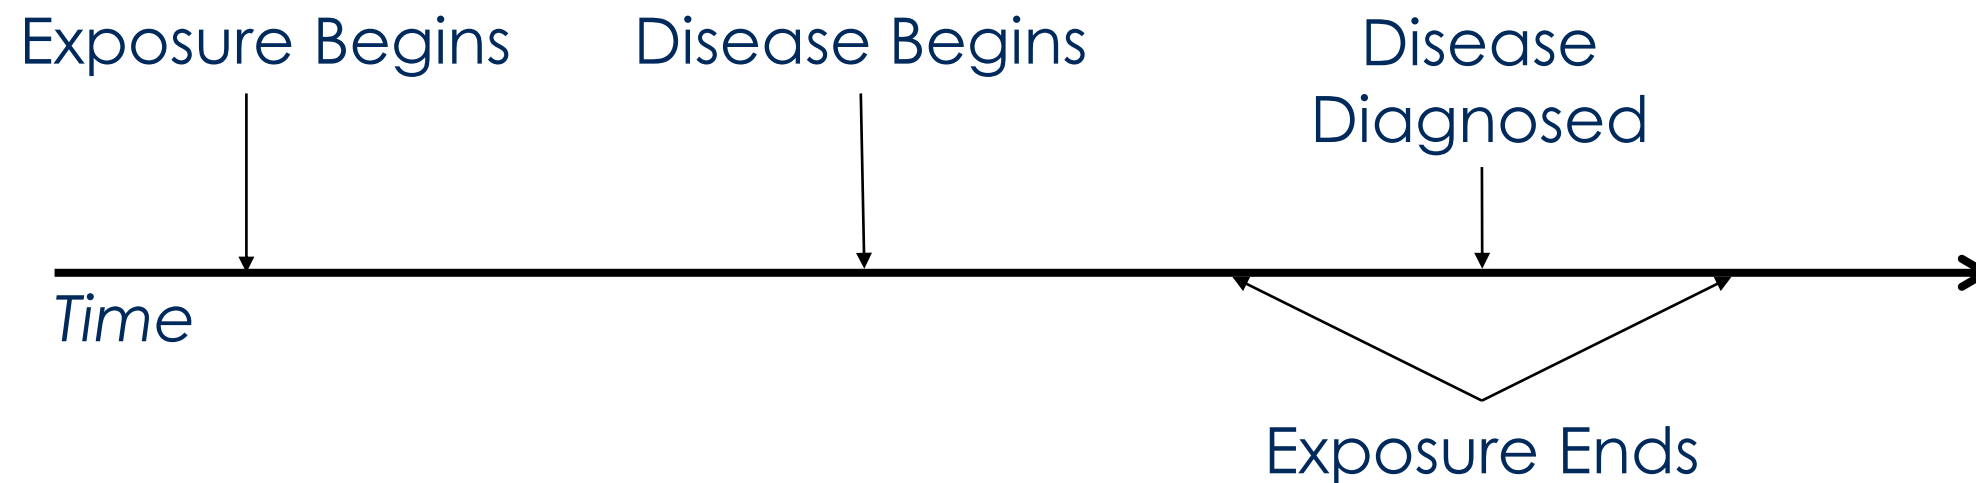 Exposure Begins
Disease Begins
Disease
Diagnosed
Time
Exposure Ends